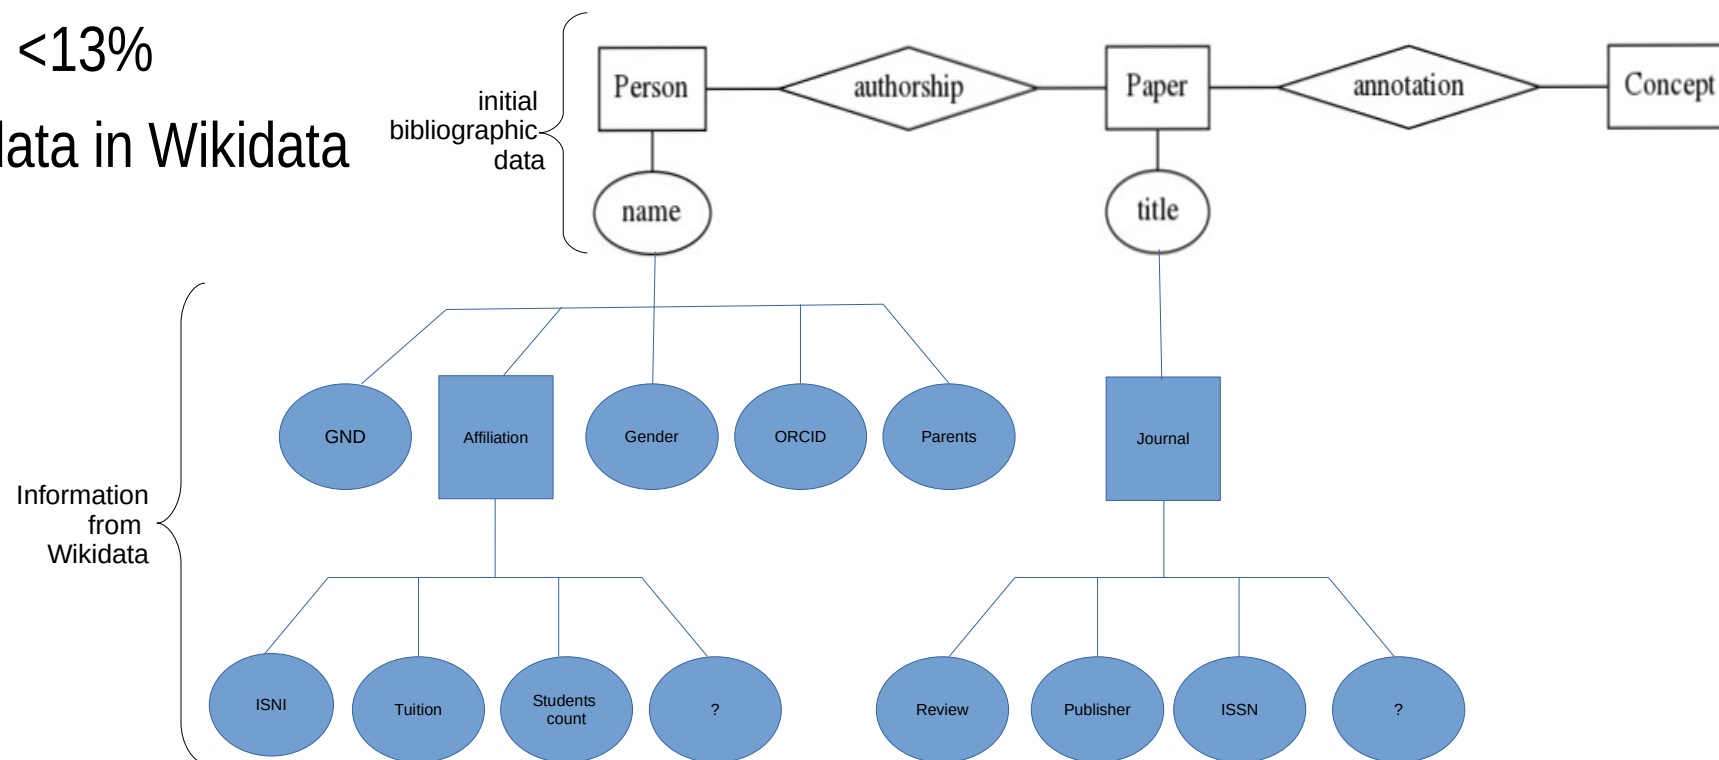 <13%
data in Wikidata
initial
bibliographic
data
Person
authorship
Paper
annotation
Concept
name
title
GND
Affiliation
Gender
ORCID
Parents
Journal
Information
from
Wikidata
ISNI
Tuition
Students
count
?
Review
Publisher
ISSN
?